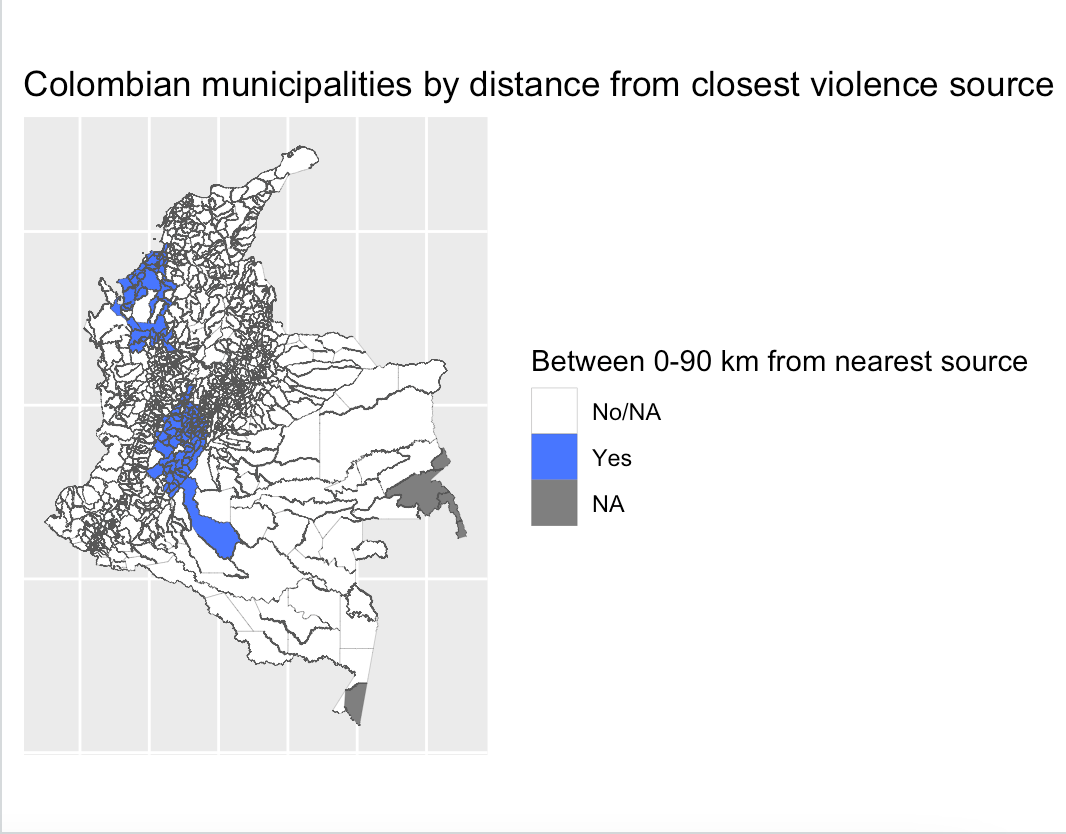 Colombian municipalities by distance from closest violence source
Between 0-90 km from nearest source
No/NA
Yes
NA